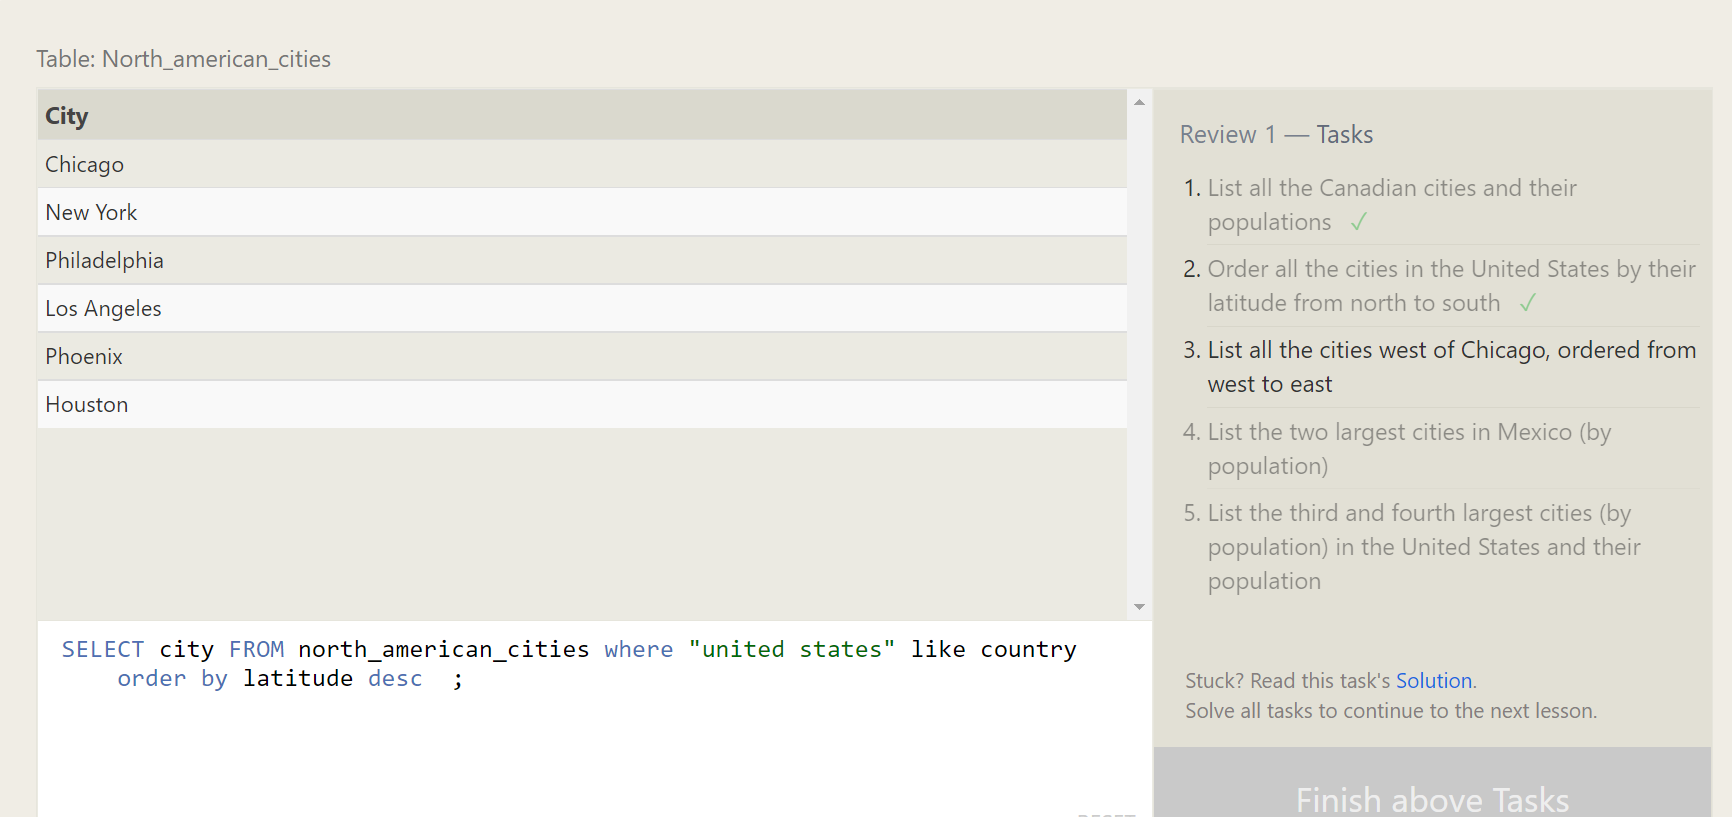 Table: North_american_cities
City
Chicago
New York
Philadelphia
Los Angeles
Phoenix
Houston
SELECT city FROM north_american_cities where "united states" like country
order by latitude desc  ;
Review 1 — Tasks
1. List all the Canadian cities and their
populations ✓
2. Order all the cities in the United States by their
latitude from north to south ✓
3. List all the cities west of Chicago, ordered from
west to east
4. List the two largest cities in Mexico (by
population)
5. List the third and fourth largest cities (by
population) in the United States and their
population
Stuck? Read this task's Solution.
Solve all tasks to continue to the next lesson.
Finish above Tasks